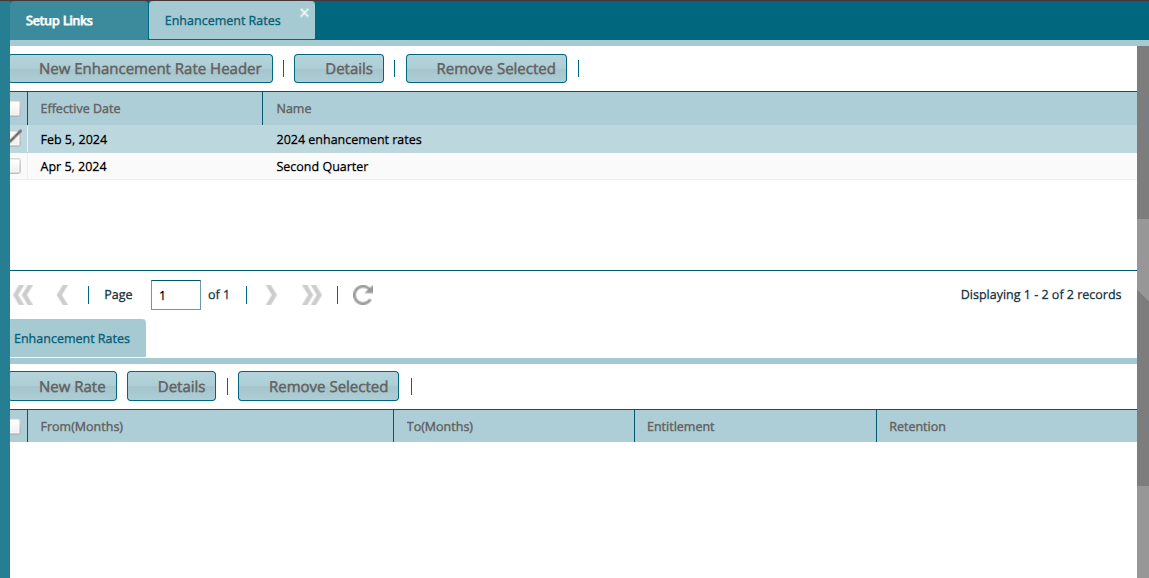 Setup Links Enhancement Rates
New Enhancement Rate Header Details Remove Selected
Effective Date Name
Feb 5, 2024 2024 enhancement rates
Apr 5, 2024 Second Quarter
Page 1 of 1 Displaying 1 - 2 of 2 records
Enhancement Rates
New Rate Details Remove Selected
From(Months) To(Months) Entitlement Retention